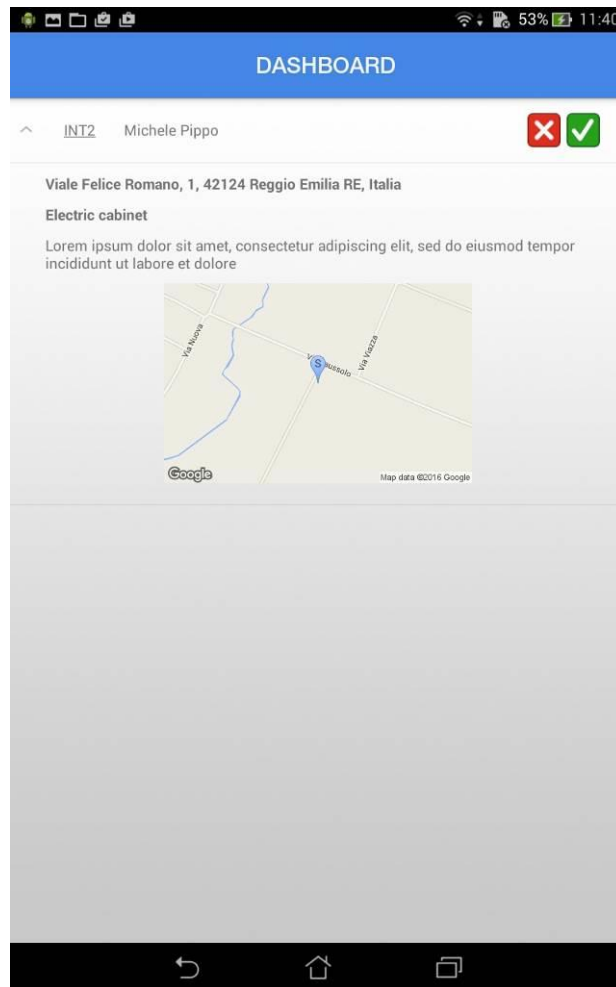 53% 11:40
DASHBOARD
INT2 Michele Pippo
Viale Felice Romano, 1, 42124 Reggio Emilia RE, Italia
Electric cabinet
Lorem ipsum dolor sit amet, consectetur adipiscing elit, sed do eiusmod tempor
incididunt ut labore et dolore
Via Nuova
Via Viazza
S
Google
Map data ©2016 Google